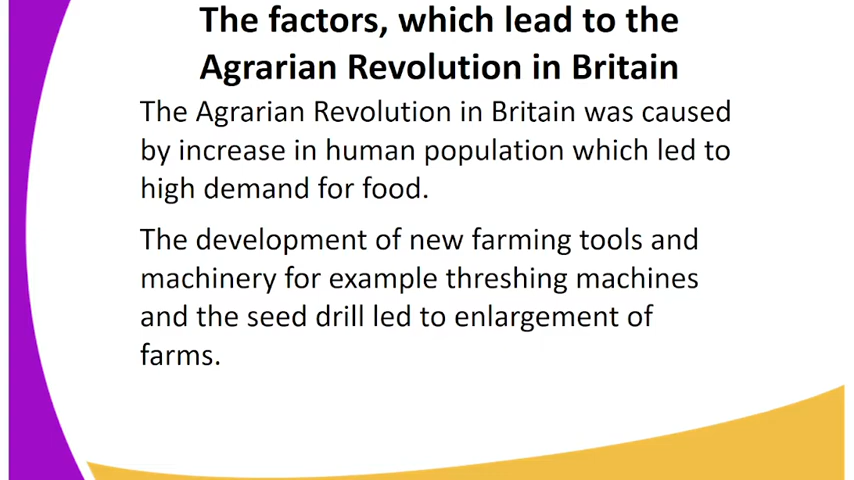 The factors, which lead to the
Agrarian Revolution in Britain
The Agrarian Revolution in Britain was caused
by increase in human population which led to
high demand for food.
The development of new farming tools and
machinery for example threshing machines
and the seed drill led to enlargement of
farms.